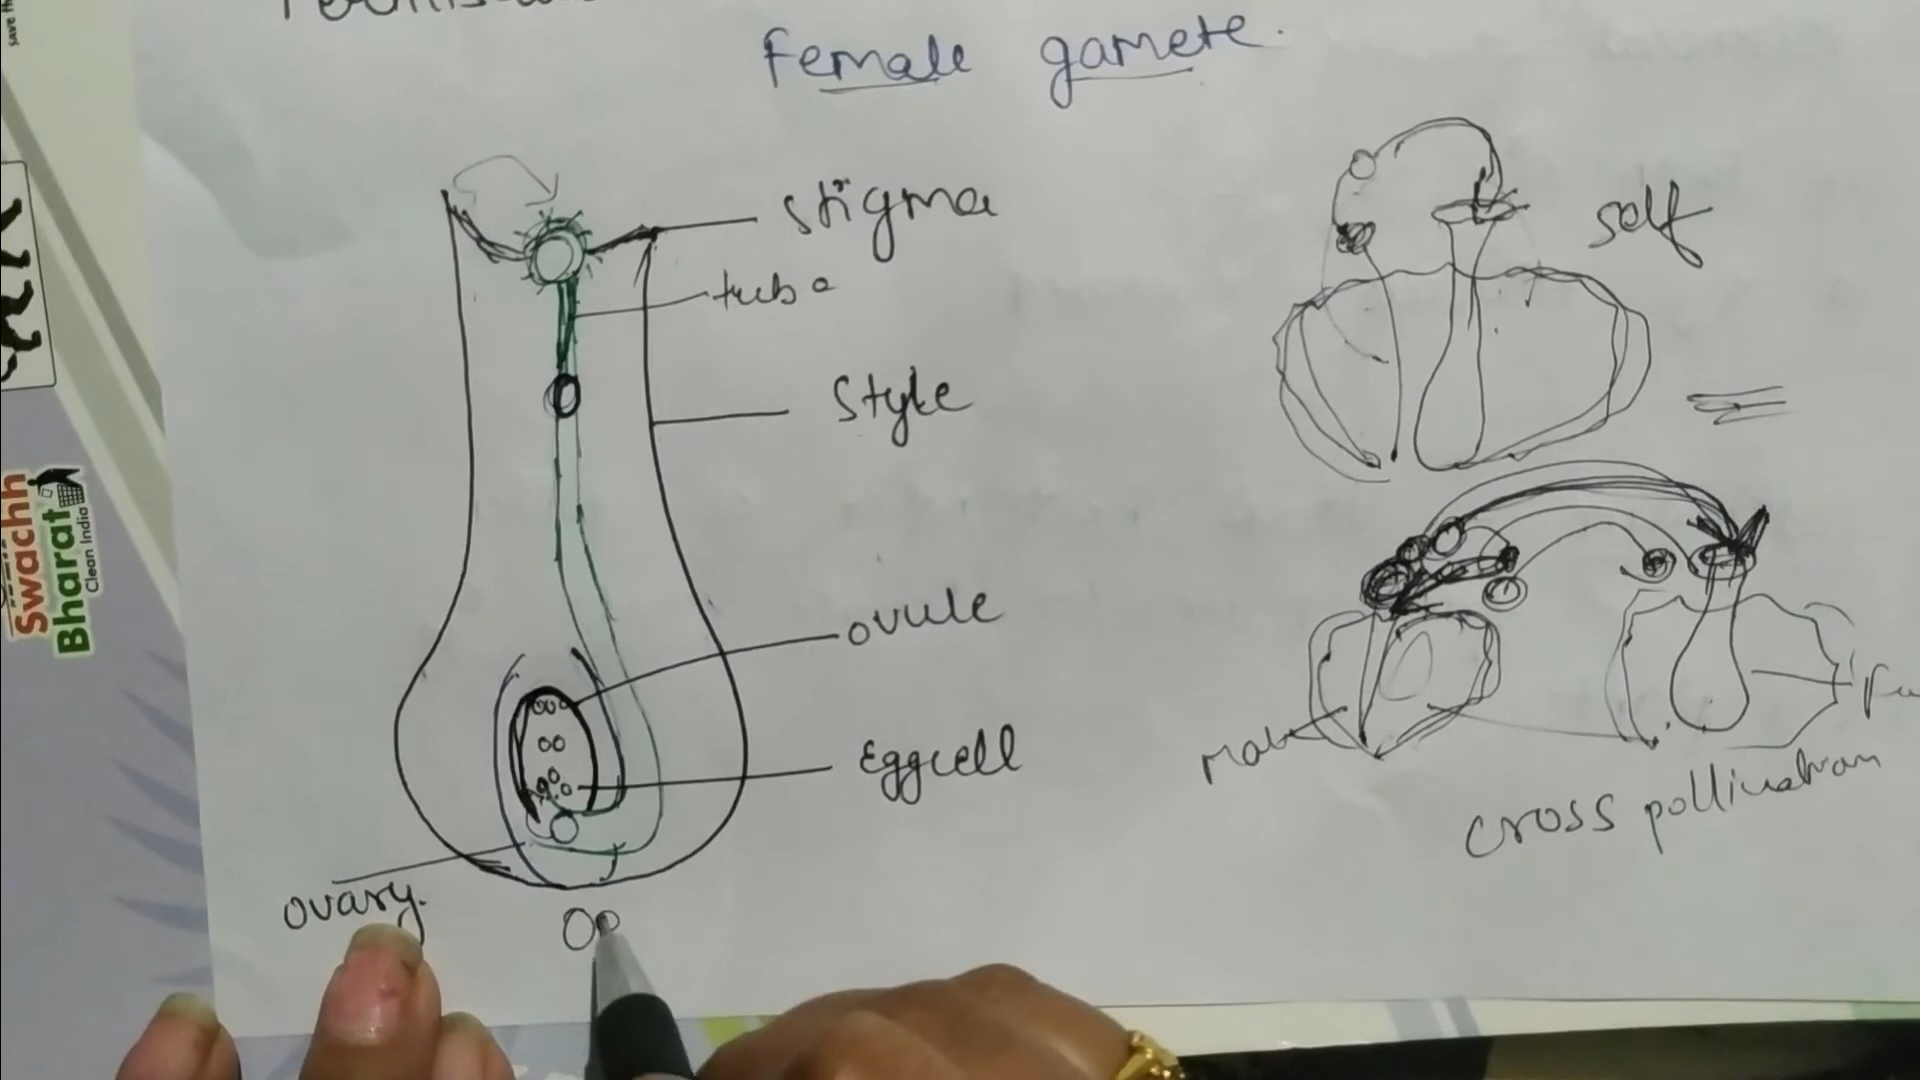 Female gamete.
Stigma
tube
Style
ovule
Eggcell
ovary.
self
cross pollination
Swachh
Bharat
Clean India